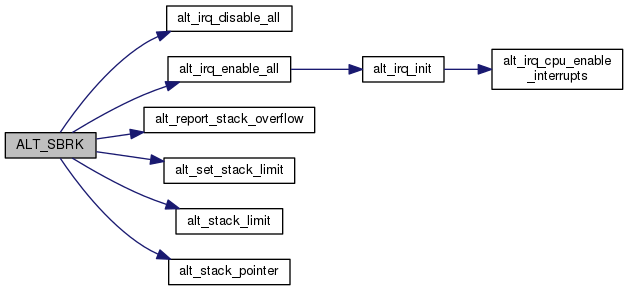 alt_irq_disable_all
alt_irq_enable_all
alt_irq_init
alt_irq_cpu_enable
_interrupts
alt_report_stack_overflow
ALT_SBRK
alt_set_stack_limit
alt_stack_limit
alt_stack_pointer